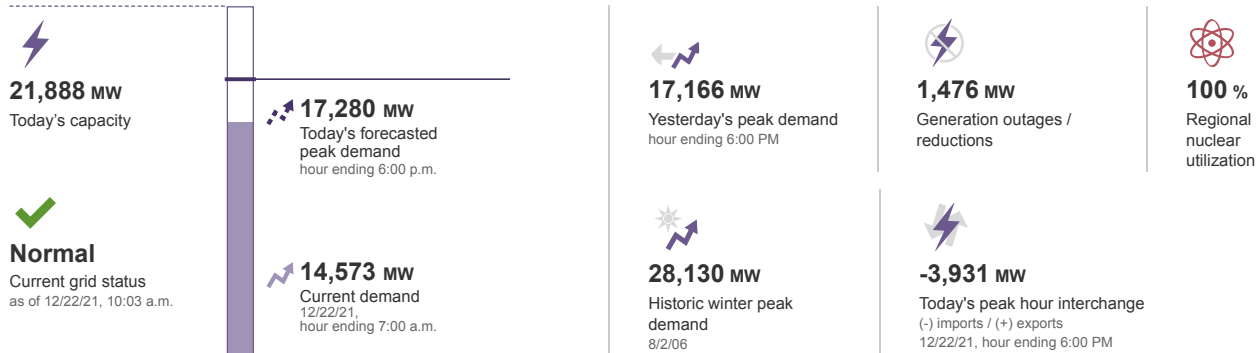 21,888 MW
Today's capacity
Normal
Current grid status
as of 12/22/21, 10:03 a.m.
17,280 MW
Today's forecasted
peak demand
hour ending 6:00 p.m.
14,573 MW
Current demand
12/22/21,
hour ending 7:00 a.m.
17,166 MW
Yesterday's peak demand
hour ending 6:00 PM
1,476 MW
Generation outages /
reductions
100 %
Regional
nuclear
utilization
28,130 MW
Historic winter peak
demand
8/2/06
-3,931 MW
Today's peak hour interchange
(-) imports / (+) exports
12/22/21, hour ending 6:00 PM